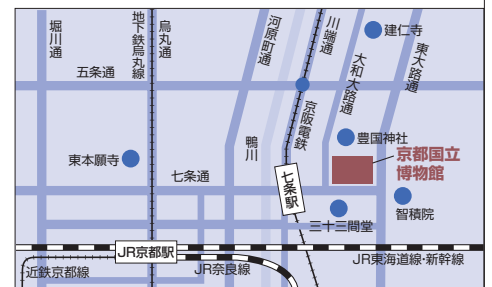 堀川通
地下鉄烏丸線
烏丸通
河原町通
川端通
建仁寺
大和大路通
東大路通
五条通
京阪電鉄
鴨川
豊国神社
京都国立
博物館
東本願寺
七条通
七条駅
智積院
三十三間堂
JR京都駅
JR東海道線・新幹線
近鉄京都線
JR奈良線